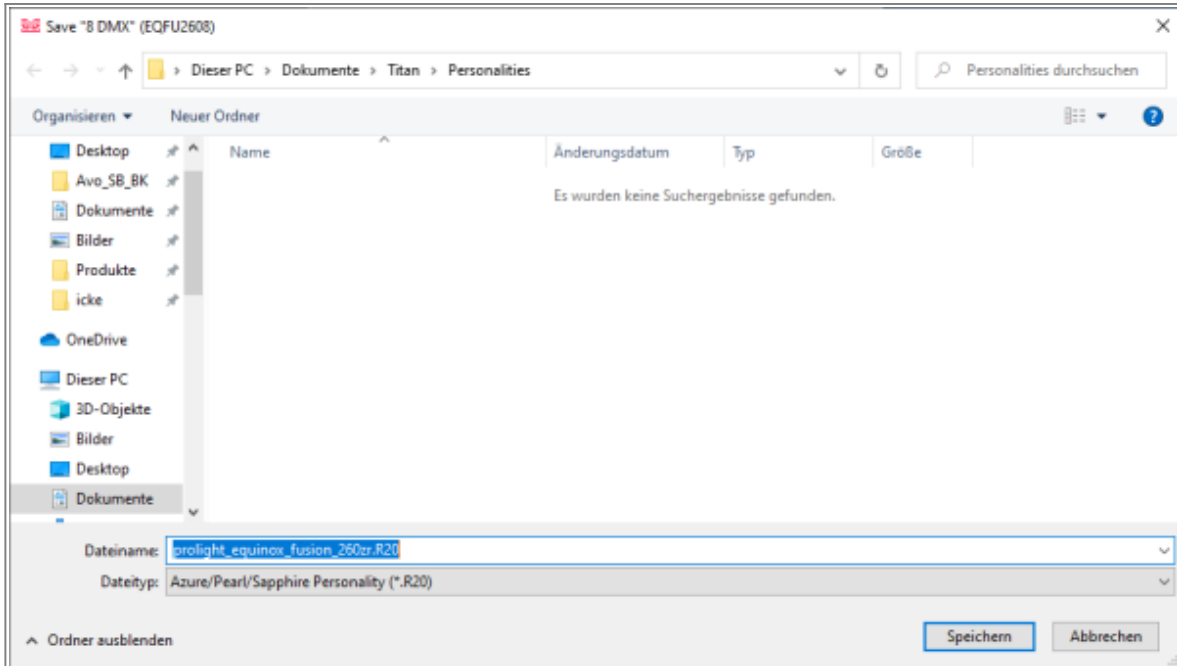 Save "8 DMX" (EQFU2608)
Dieser PC > Dokumente > Titan > Personalities
Personalities durchsuchen
Organisieren
Neuer Ordner
Name
Änderungsdatum
Typ
Größe
Es wurden keine Suchergebnisse gefunden.
Desktop
Avo_SB_BK
Dokumente
Bilder
Produkte
icke
OneDrive
Dieser PC
3D-Objekte
Bilder
Desktop
Dokumente
Dateiname: prolight_equinox_fusion_260zr.R20
Dateityp: Azure/Pearl/Sapphire Personality (*.R20)
Ordner ausblenden
Speichern
Abbrechen